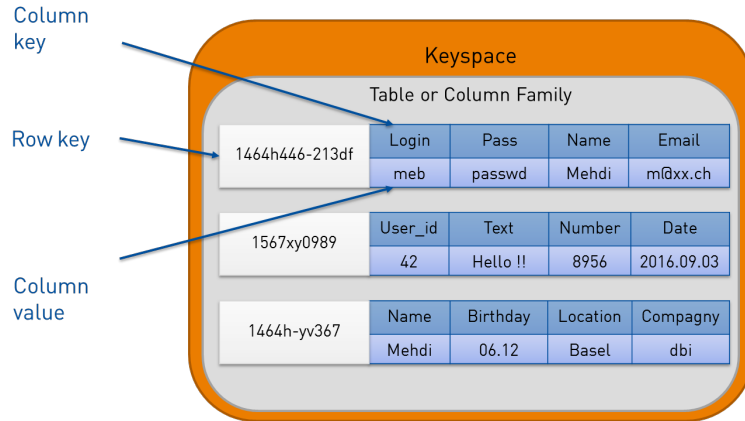 Column
key
Keyspace
Table or Column Family
Row key
1464h446-213df
Login Pass Name Email
meb passwd Mehdi m@xx.ch
1567xy0989
User_id Text Number Date
42 Hello !! 8956 2016.09.03
Column
value
1464h-yv367
Name Birthday Location Compagny
Mehdi 06.12 Basel dbi